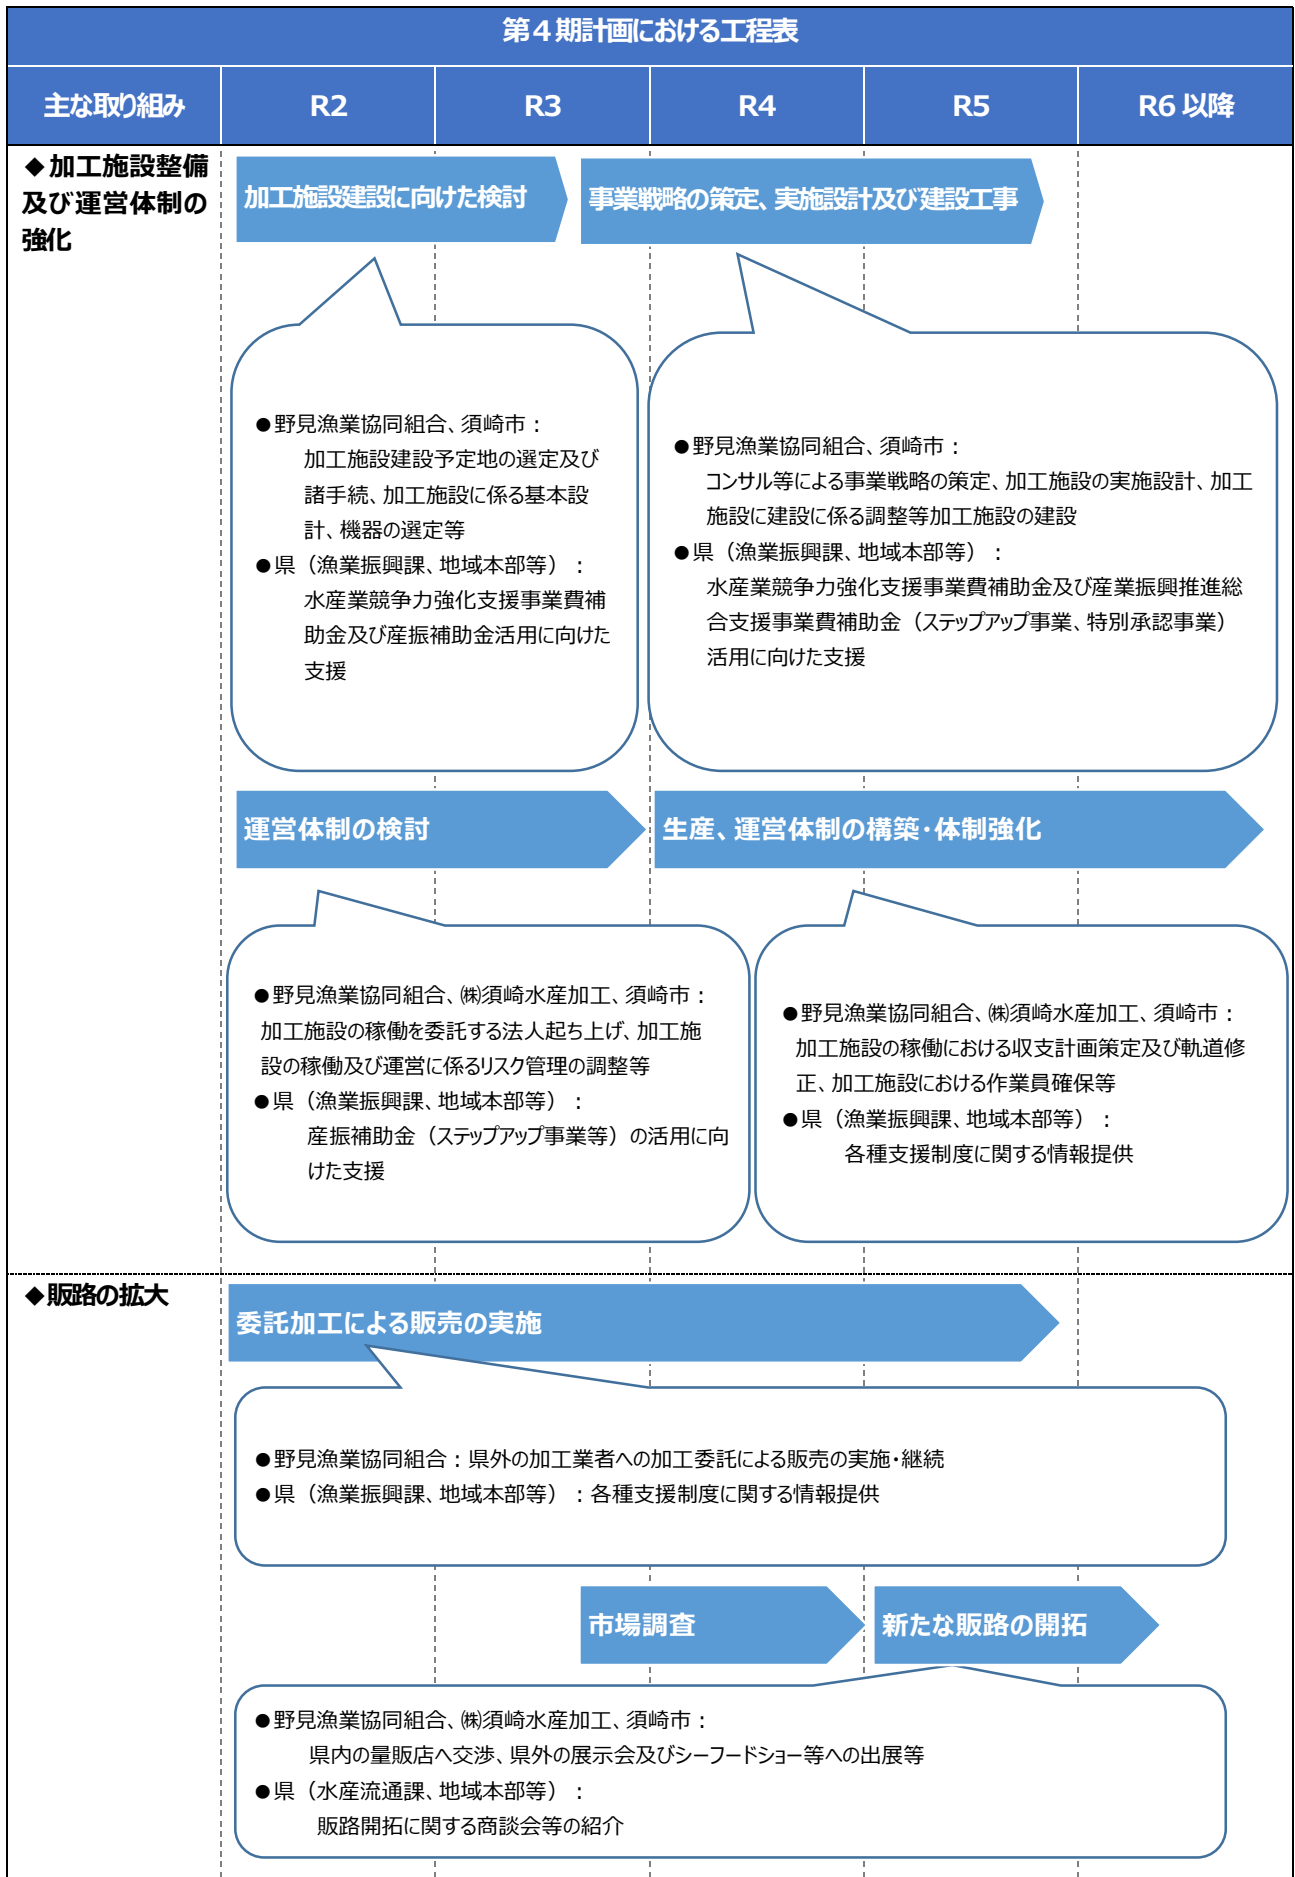 第4期計画における工程表
主な取り組み R2 R3 R4 R5 R6 以降
◆加工施設整備
及び運営体制の
強化
加工施設建設に向けた検討
事業戦略の策定、実施設計及び建設工事
●野見漁業協同組合、須崎市：
加工施設建設予定地の選定及び
諸手続、加工施設に係る基本設
計、機器の選定等
●県（漁業振興課、地域本部等）：
水産業競争力強化支援事業費補
助金及び産振補助金活用に向けた
支援
●野見漁業協同組合、須崎市：
コンサル等による事業戦略の策定、加工施設の実施設計、加工
施設に建設に係る調整等加工施設の建設
●県（漁業振興課、地域本部等）：
水産業競争力強化支援事業費補助金及び産業振興推進総
合支援事業費補助金（ステップアップ事業、特別承認事業）
活用に向けた支援
運営体制の検討
生産、運営体制の構築・体制強化
●野見漁業協同組合、㈱須崎水産加工、須崎市：
加工施設の稼働を委託する法人起ち上げ、加工施
設の稼働及び運営に係るリスク管理の調整等
●県（漁業振興課、地域本部等）：
産振補助金（ステップアップ事業等）の活用に向
けた支援
●野見漁業協同組合、㈱須崎水産加工、須崎市：
加工施設の稼働における収支計画策定及び軌道修
正、加工施設における作業員確保等
●県（漁業振興課、地域本部等）：
各種支援制度に関する情報提供
◆販路の拡大
委託加工による販売の実施
●野見漁業協同組合：県外の加工業者への加工委託による販売の実施・継続
●県（漁業振興課、地域本部等）：各種支援制度に関する情報提供
市場調査
新たな販路の開拓
●野見漁業協同組合、㈱須崎水産加工、須崎市：
県内の量販店へ交渉、県外の展示会及びシーフードショー等への出展等
●県（水産流通課、地域本部等）：
販路開拓に関する商談会等の紹介